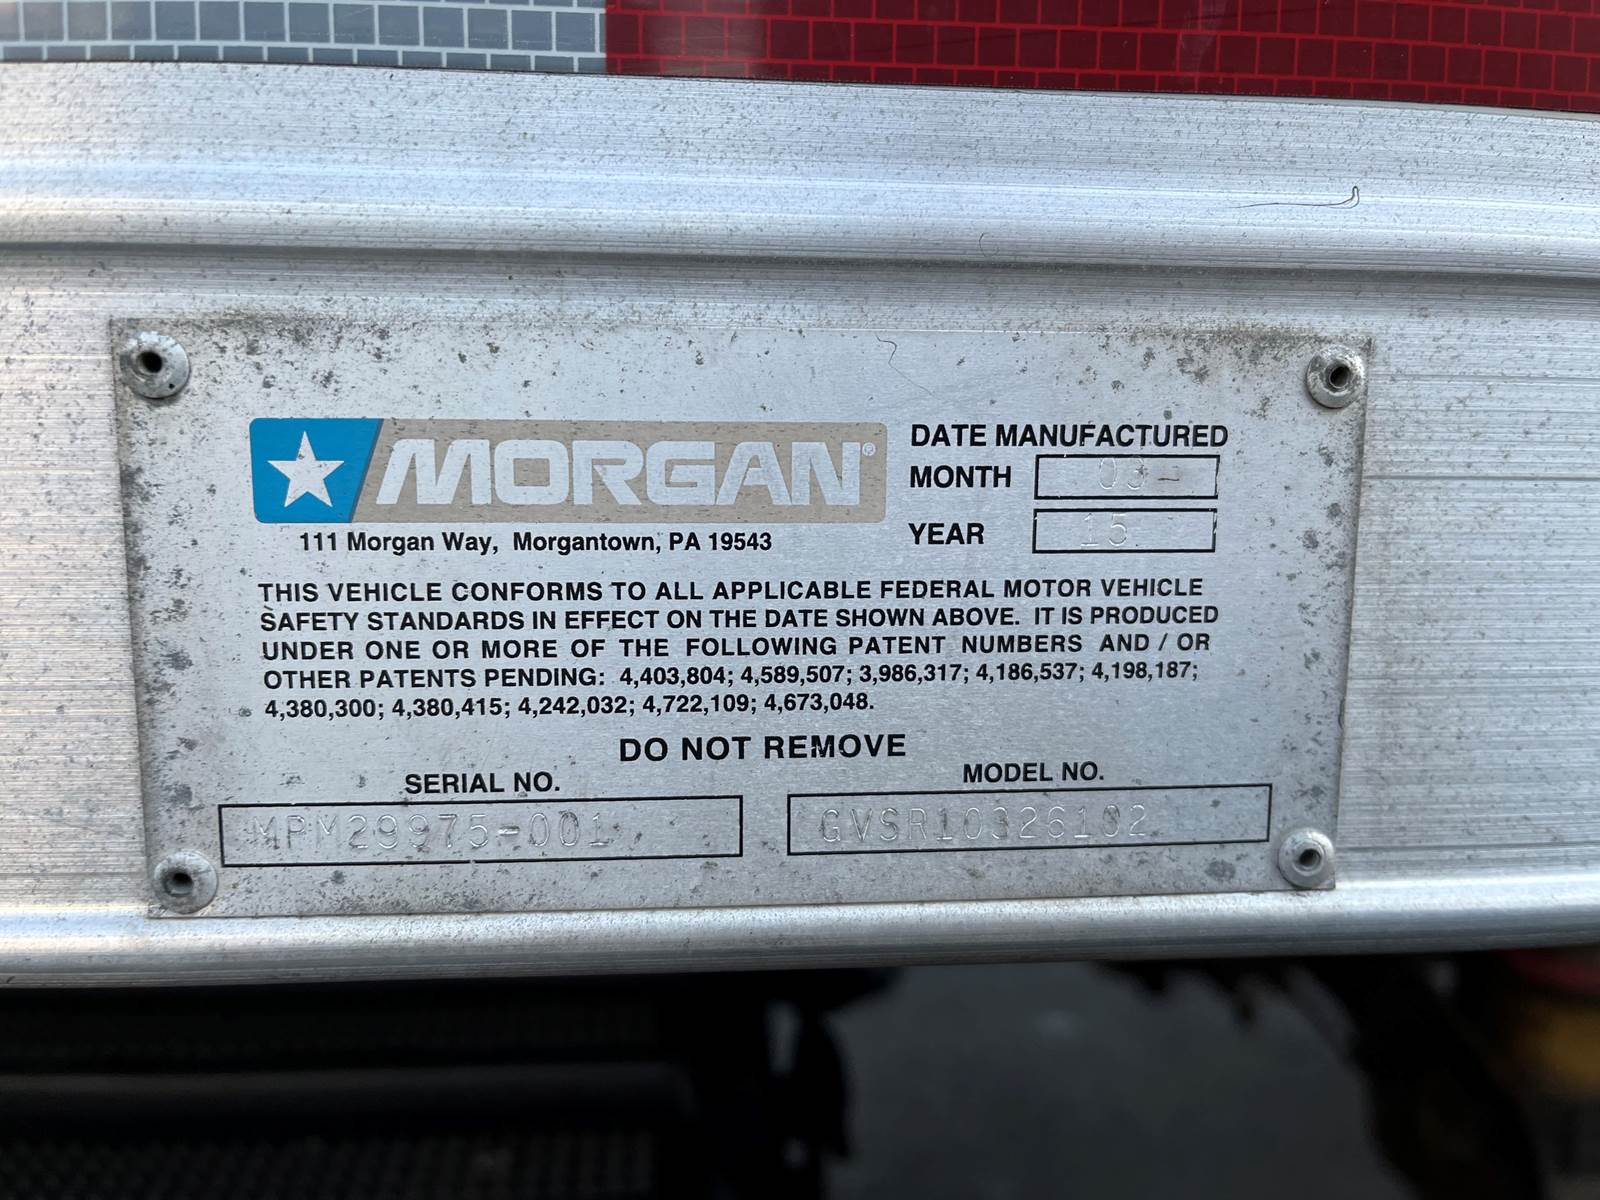 MORGAN®
111 Morgan Way, Morgantown, PA 19543
DATE MANUFACTURED
MONTH 03-
YEAR 15
THIS VEHICLE CONFORMS TO ALL APPLICABLE FEDERAL MOTOR VEHICLE
SAFETY STANDARDS IN EFFECT ON THE DATE SHOWN ABOVE. IT IS PRODUCED
UNDER ONE OR MORE OF THE FOLLOWING PATENT NUMBERS AND / OR
OTHER PATENTS PENDING: 4,403,804; 4,589,507; 3,986,317; 4,186,537; 4,198,187;
4,380,300; 4,380,415; 4,242,032; 4,722,109; 4,673,048.
DO NOT REMOVE
SERIAL NO.
MPM29975-001
MODEL NO.
GVSR10326102